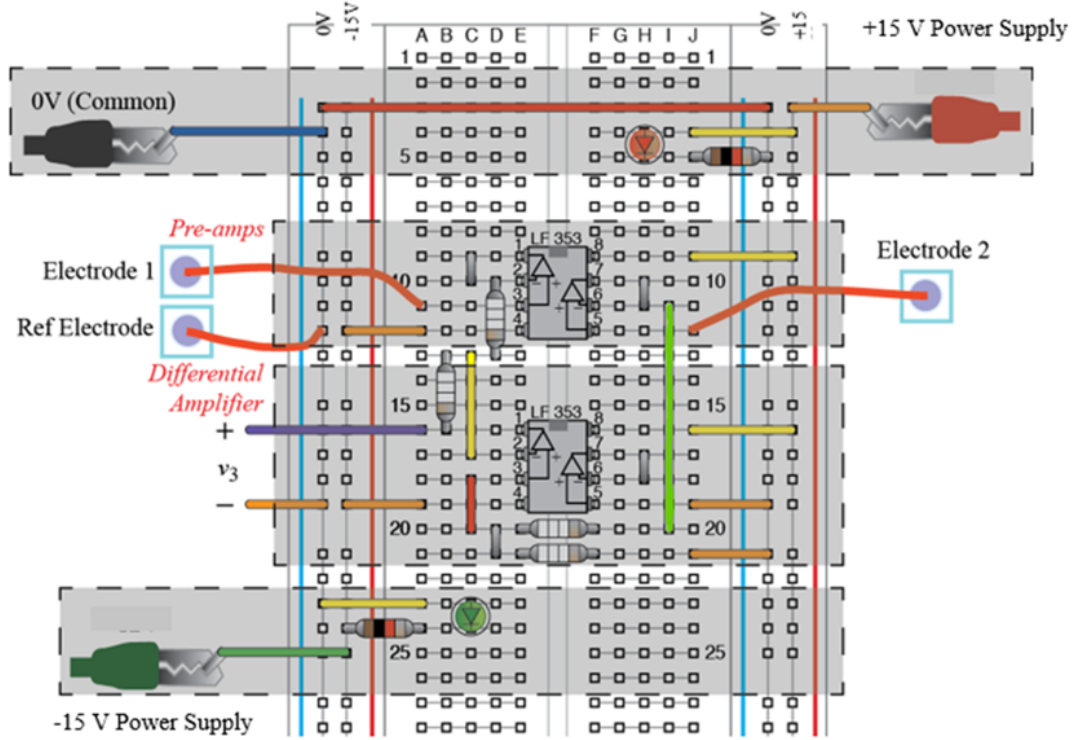 0V
-15V
0V
+15
+15 V Power Supply
A B C D E
F G H I J
1
1
0V (Common)
5
Pre-amps
LF 353
Electrode 1
1
2
3
4
8
7
6
5
10
10
Electrode 2
Ref Electrode
Differential
Amplifier
15
15
LF 353
1
2
3
4
8
7
6
5
+
v3
−
20
20
25
25
-15 V Power Supply